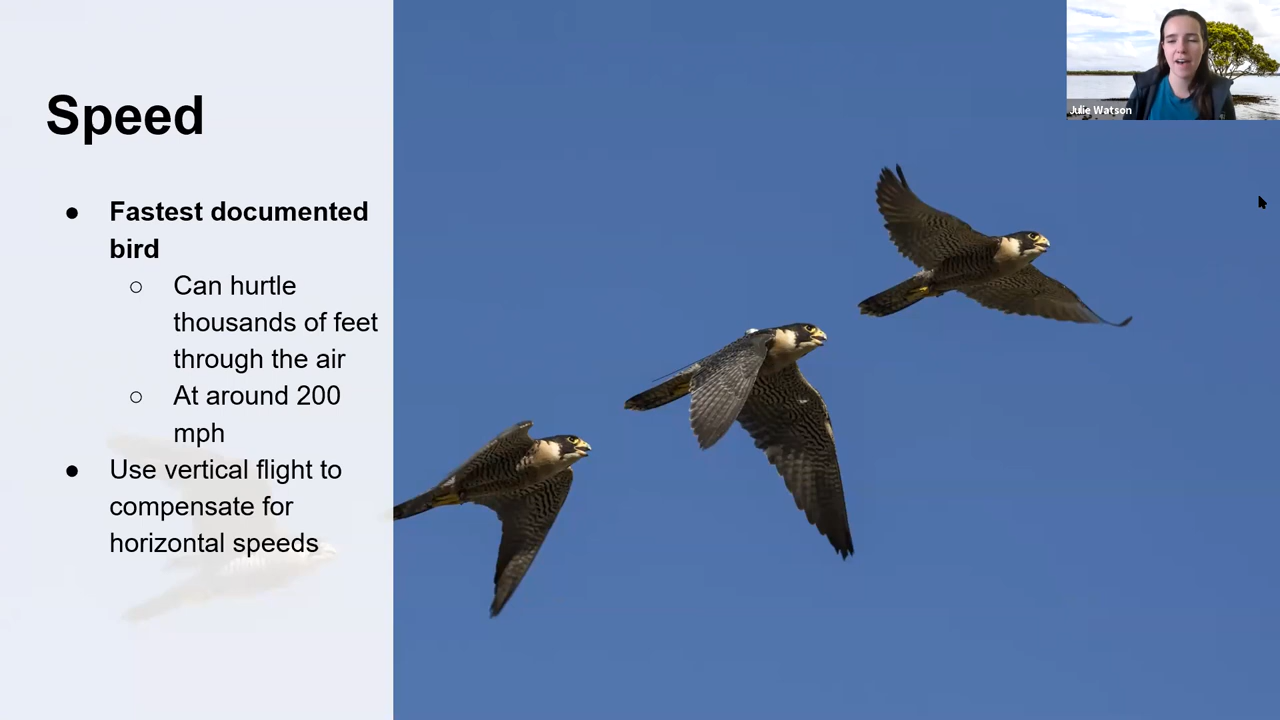 Speed
● Fastest documented
bird
○ Can hurtle
thousands of feet
through the air
○ At around 200
mph
● Use vertical flight to
compensate for
horizontal speeds
Julie Watson